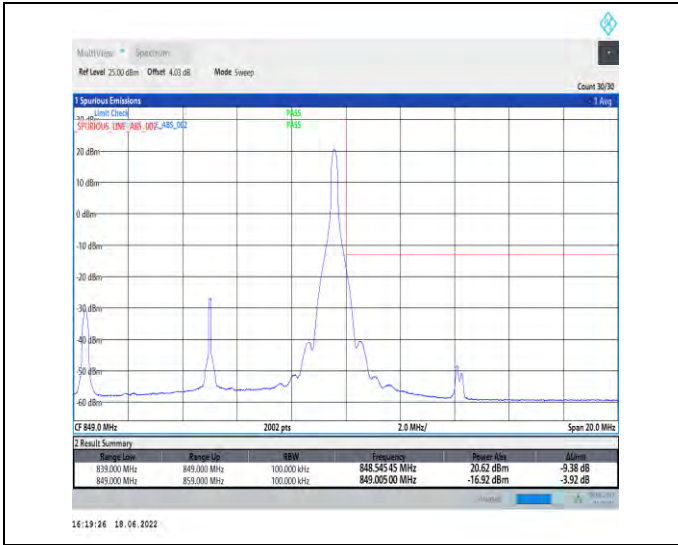 MultiView Spectrum
Ref Level 25.00 dBm Offset 4.03 dB Mode Sweep
Count 30/30
1 Spurious Emissions 1 Avg
Limit Check PASS
SPURIOUS_LINE_ABS_002 PASS
20 dBm
10 dBm
0 dBm
-10 dBm
-20 dBm
-30 dBm
-40 dBm
-50 dBm
-60 dBm
CF 849.0 MHz 2002 pts 2.0 MHz/ Span 20.0 MHz
2 Result Summary
Range Low Range Up RBW Frequency Power Abs ΔLimit
839.000 MHz 849.000 MHz 100.000 kHz 848.54545 MHz 20.62 dBm -9.38 dB
849.000 MHz 859.000 MHz 100.000 kHz 849.00500 MHz -16.92 dBm -3.92 dB
16:19:26 18.06.2022